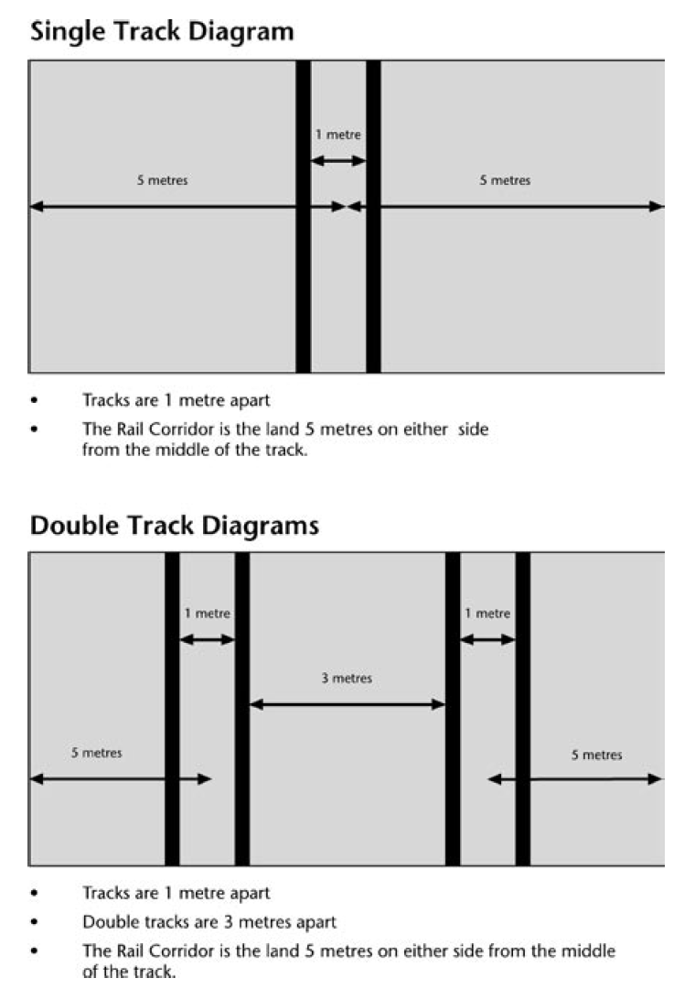 Single Track Diagram
1 metre
5 metres
5 metres
• Tracks are 1 metre apart
• The Rail Corridor is the land 5 metres on either side
from the middle of the track.
Double Track Diagrams
1 metre
1 metre
3 metres
5 metres
5 metres
• Tracks are 1 metre apart
• Double tracks are 3 metres apart
• The Rail Corridor is the land 5 metres on either side from the middle
of the track.